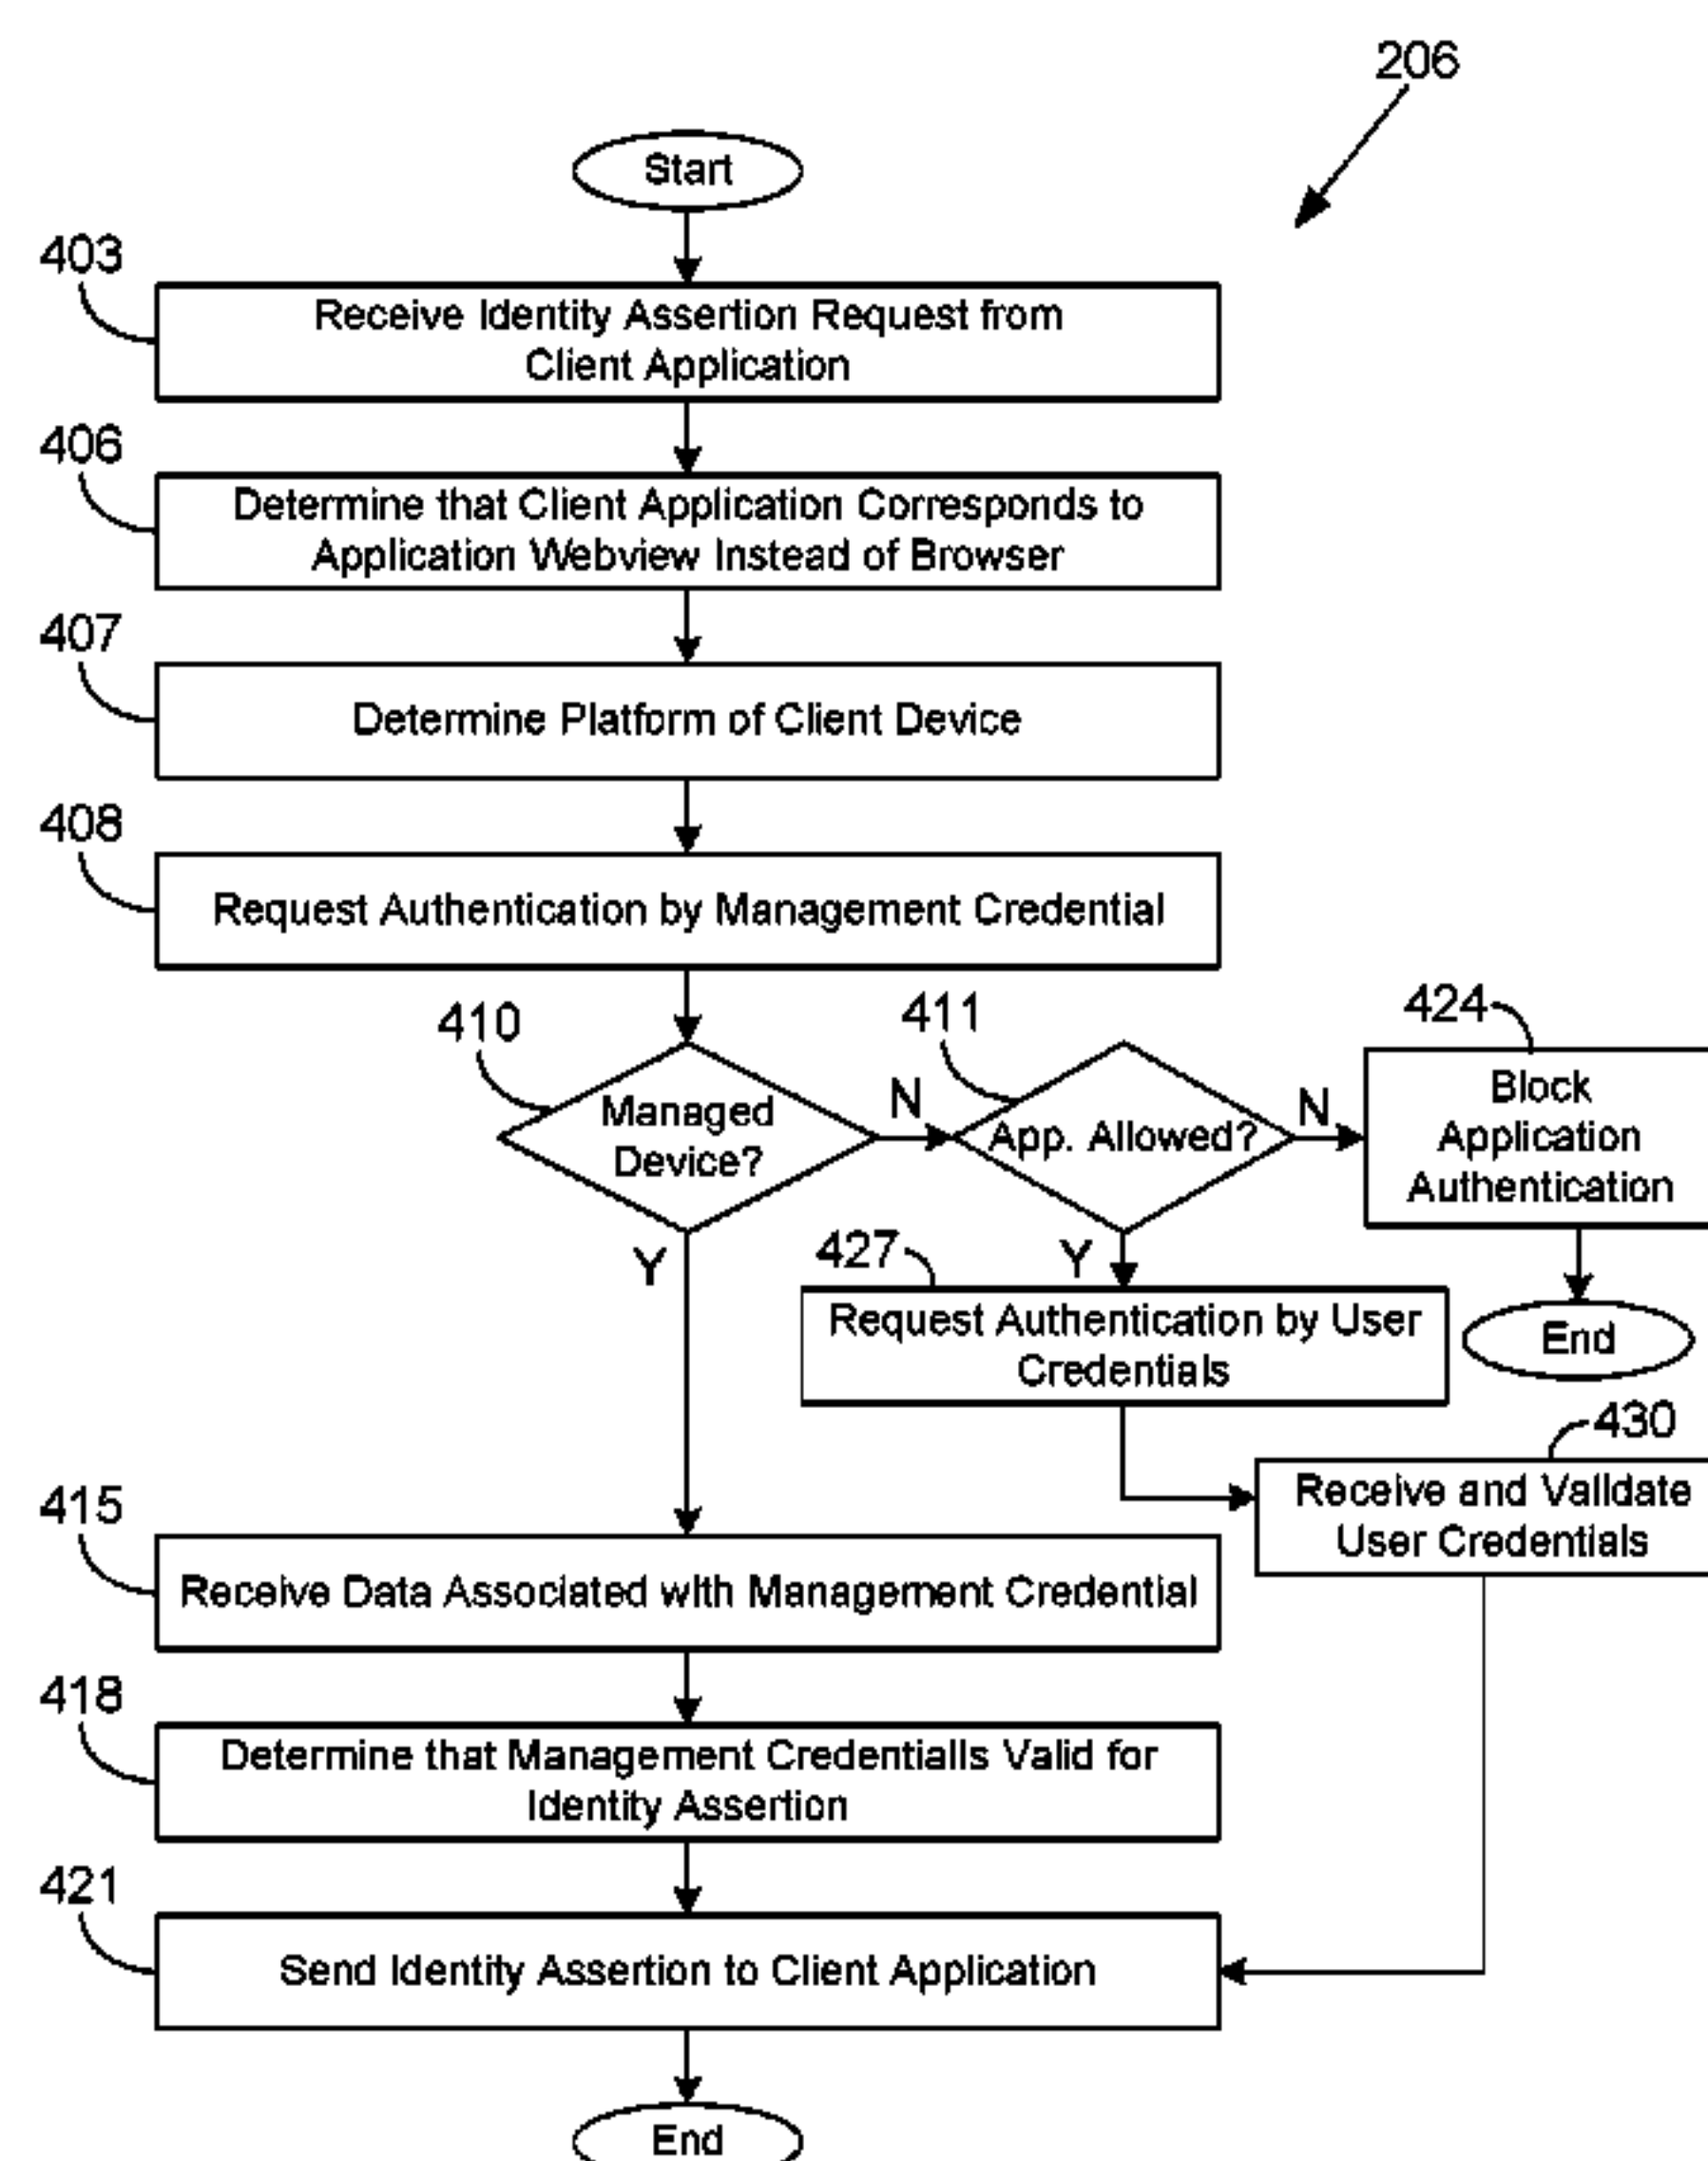 206
Start
403
Receive Identity Assertion Request from
Client Application
406
Determine that Client Application Corresponds to
Application Webview Instead of Browser
407
Determine Platform of Client Device
408
Request Authentication by Management Credential
410
Managed
Device?
N
Y
411
App. Allowed?
N
Y
424
Block
Application
Authentication
End
427
Request Authentication by User
Credentials
430
Receive and Validate
User Credentials
415
Receive Data Associated with Management Credential
418
Determine that Management CredentialIs Valid for
Identity Assertion
421
Send Identity Assertion to Client Application
End